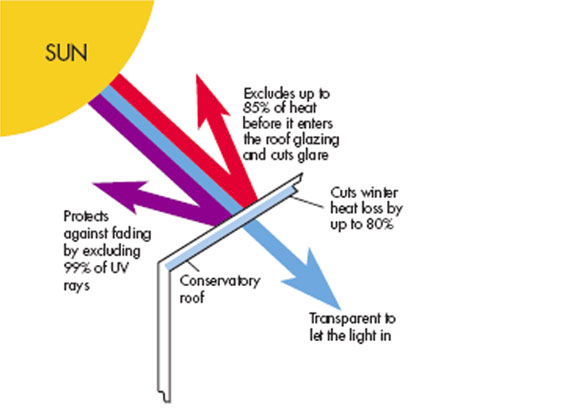 SUN
Excludes up to
85% of heat
before it enters
the roof glazing
and cuts glare
Cuts winter
heat loss by
up to 80%
Protects
against fading
by excluding
99% of UV
rays
Conservatory
roof
Transparent to
let the light in